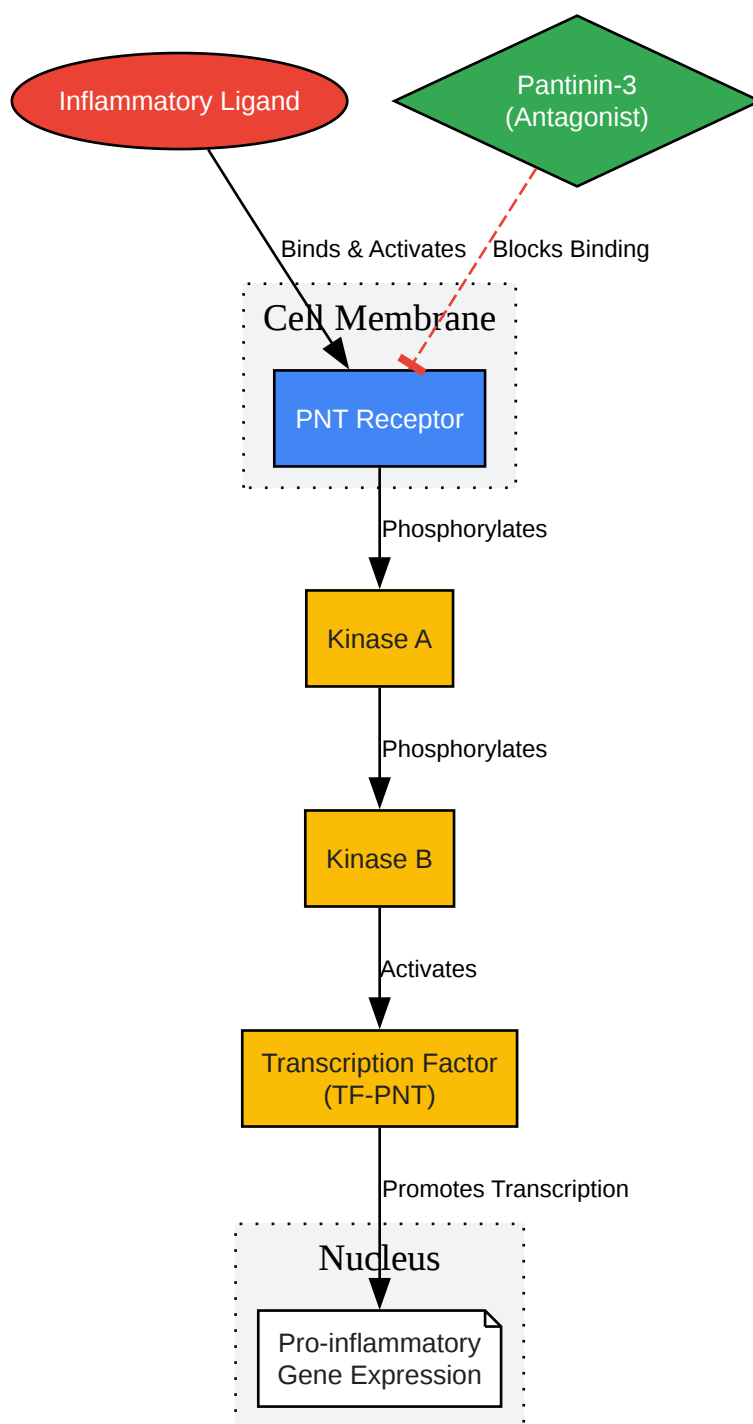 Inflammatory Ligand
Pantinin-3
(Antagonist)
Binds & Activates
Blocks Binding
Cell Membrane
PNT Receptor
Phosphorylates
Kinase A
Phosphorylates
Kinase B
Activates
Transcription Factor
(TF-PNT)
Promotes Transcription
Nucleus
Pro-inflammatory
Gene Expression